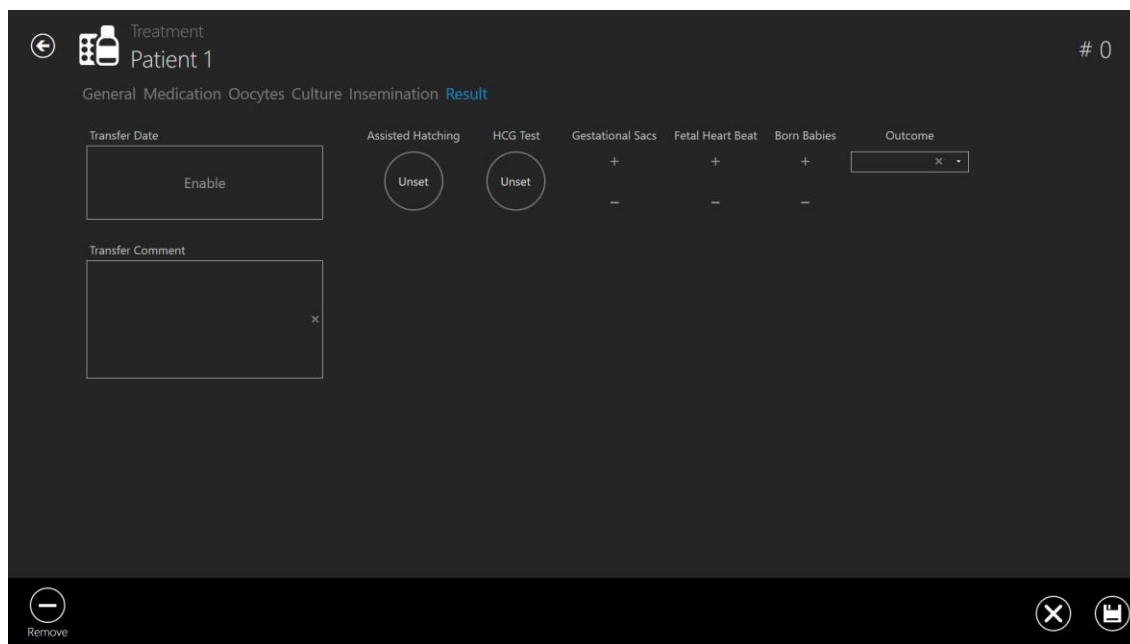 Treatment
Patient 1
# 0
General Medication Oocytes Culture Insemination Result
Transfer Date Assisted Hatching HCG Test Gestational Sacs Fetal Heart Beat Born Babies Outcome
+ + +
Enable Unset Unset
− − −
Transfer Comment
Remove